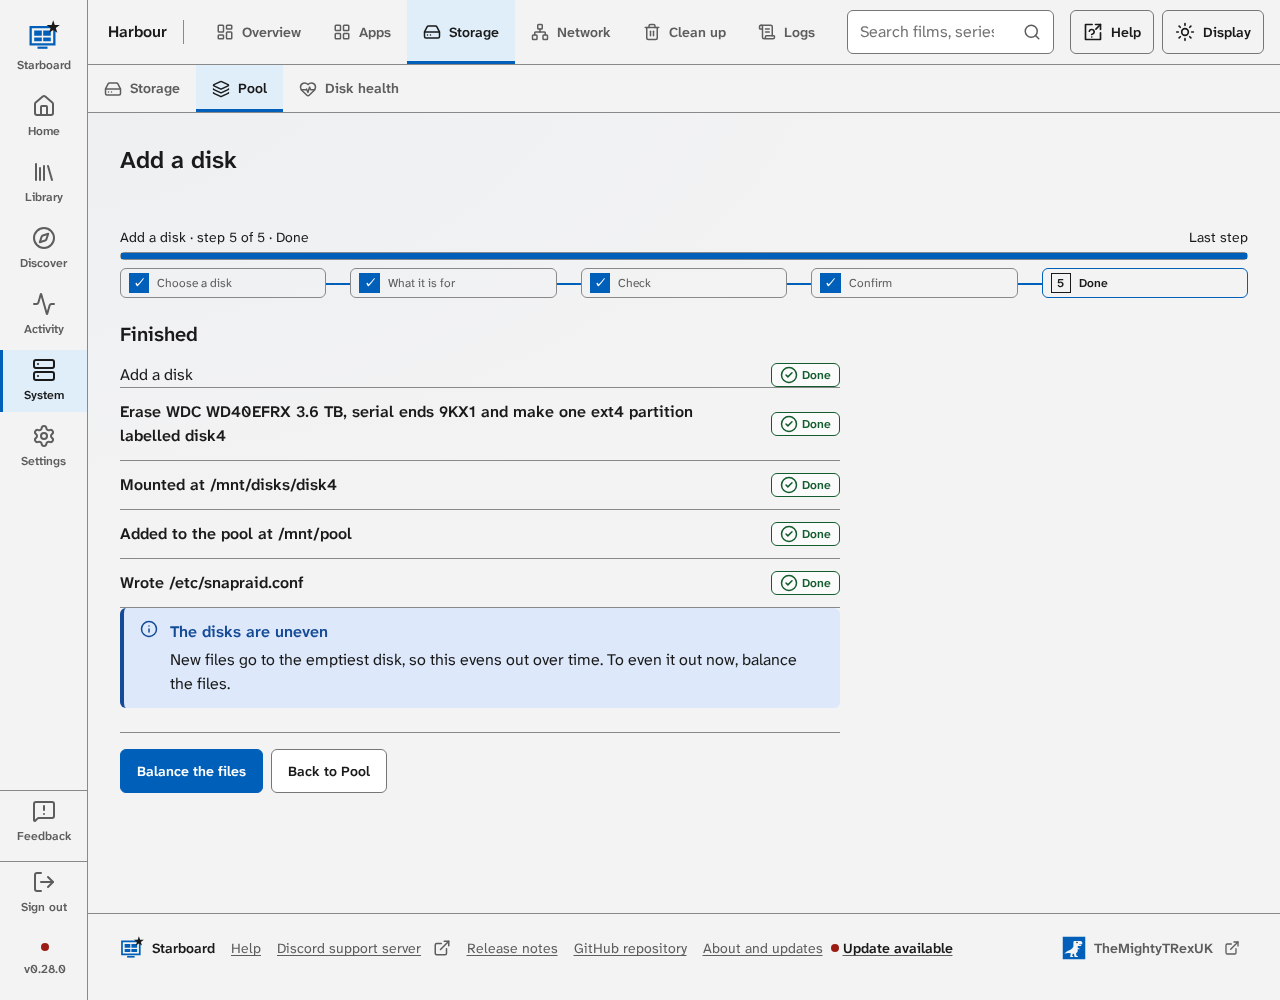 Starboard
Home
Library
Discover
Activity
System
Settings
Feedback
Sign out
v0.28.0
Harbour
Overview
Apps
Storage
Network
Clean up
Logs
Search films, series
Help
Display
Storage
Pool
Disk health
Add a disk
Add a disk · step 5 of 5 · Done
Last step
Choose a disk
What it is for
Check
Confirm
5 Done
Finished
Add a disk
Done
Erase WDC WD40EFRX 3.6 TB, serial ends 9KX1 and make one ext4 partition
labelled disk4
Done
Mounted at /mnt/disks/disk4
Done
Added to the pool at /mnt/pool
Done
Wrote /etc/snapraid.conf
Done
The disks are uneven
New files go to the emptiest disk, so this evens out over time. To even it out now, balance
the files.
Balance the files
Back to Pool
Starboard
Help
Discord support server
Release notes
GitHub repository
About and updates
Update available
TheMightyTRexUK